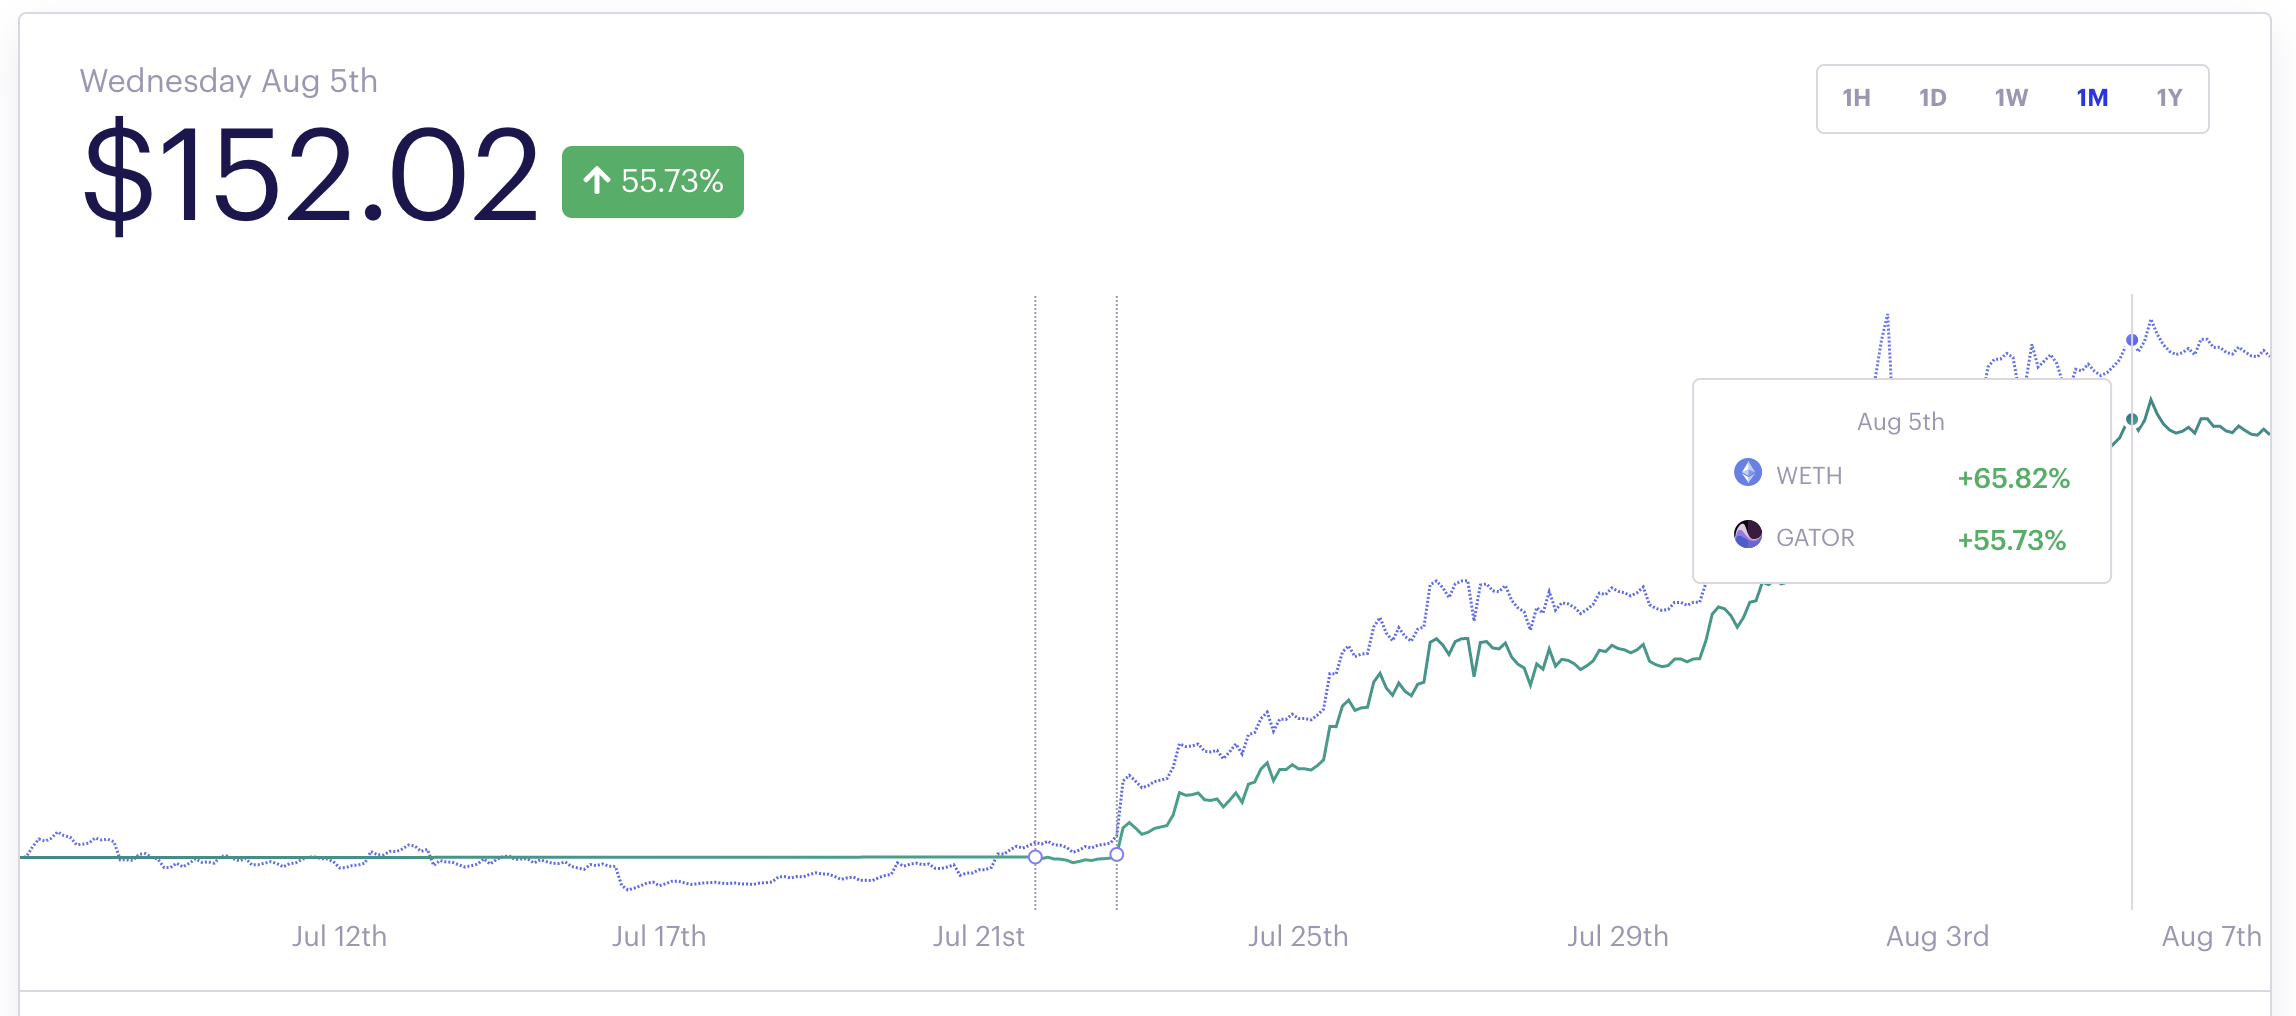 Wednesday Aug 5th
1H 1D 1W 1M 1Y
$152.02 55.73%
Aug 5th
WETH +65.82%
GATOR +55.73%
Jul 12th Jul 17th Jul 21st Jul 25th Jul 29th Aug 3rd Aug 7th